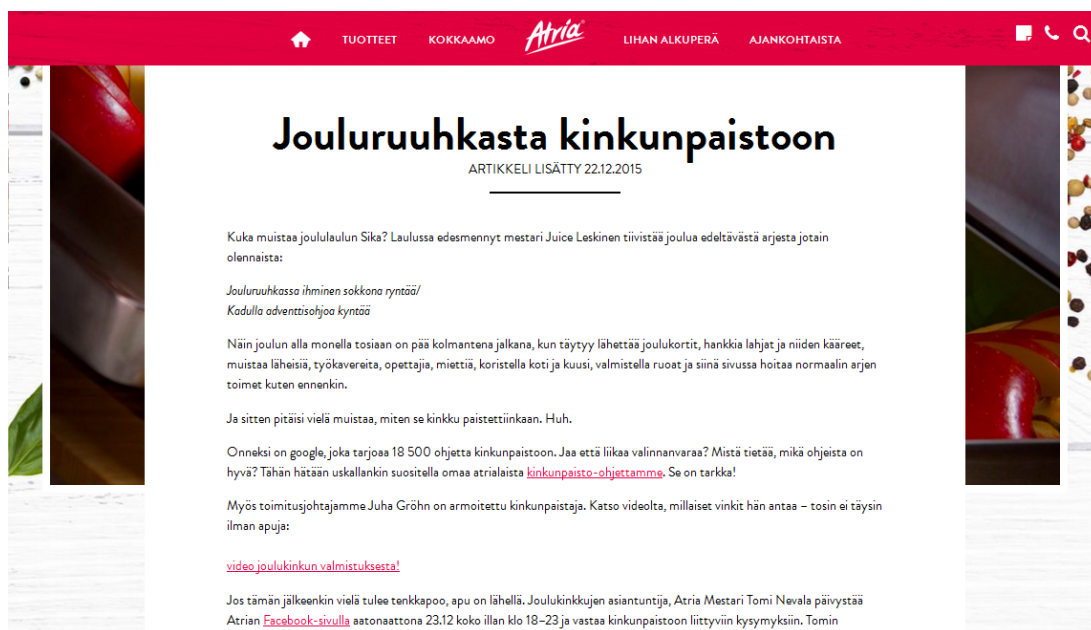 TUOTTEET KOKKAAMO Atria LIHAN ALKUPERÄ AJANKOHTAISTA
Jouluruuhkasta kinkunpaistoon
ARTIKKELI LISÄTTY 22.12.2015
Kuka muistaa joululaulun Sika? Laulussa edesmennyt mestari Juice Leskinen tiivistää joulua edeltävästä arjesta jotain
olennaista:
Jouluruuhkassa ihminen sokkona ryntää/
Kadulla adventtisohjoa kyntää
Näin joulun alla monella tosiaan on pää kolmantena jalkana, kun täytyy lähettää joulukortit, hankkia lahjat ja niiden kääreet,
muistaa läheisiä, työkavereita, opettajia, miettiä, koristella koti ja kuusi, valmistella ruoat ja siinä sivussa hoitaa normaalin arjen
toimet kuten ennenkin.
Ja sitten pitäisi vielä muistaa, miten se kinkku paistettiinkaan. Huh.
Onneksi on google, joka tarjoaa 18 500 ohjetta kinkunpaistoon. Jaa että liikaa valinnanvaraa? Mistä tietää, mikä ohjeista on
hyvä? Tähän hätään uskallankin suositella omaa atrialaista kinkunpaisto-ohjettamme. Se on tarkka!
Myös toimitusjohtajamme Juha Gröhn on armoitettu kinkunpaistaja. Katso videolta, millaiset vinkit hän antaa – tosin ei täysin
ilman apuja:
video joulukinkun valmistuksesta!
Jos tämän jälkeenkin vielä tulee tenkkapoo, apu on lähellä. Joulukinkkujen asiantuntija, Atria Mestari Tomi Nevala päivystää
Atrian Facebook-sivulla aatonaattona 23.12 koko illan klo 18–23 ja vastaa kinkunpaistoon liittyviin kysymyksiin. Tomin